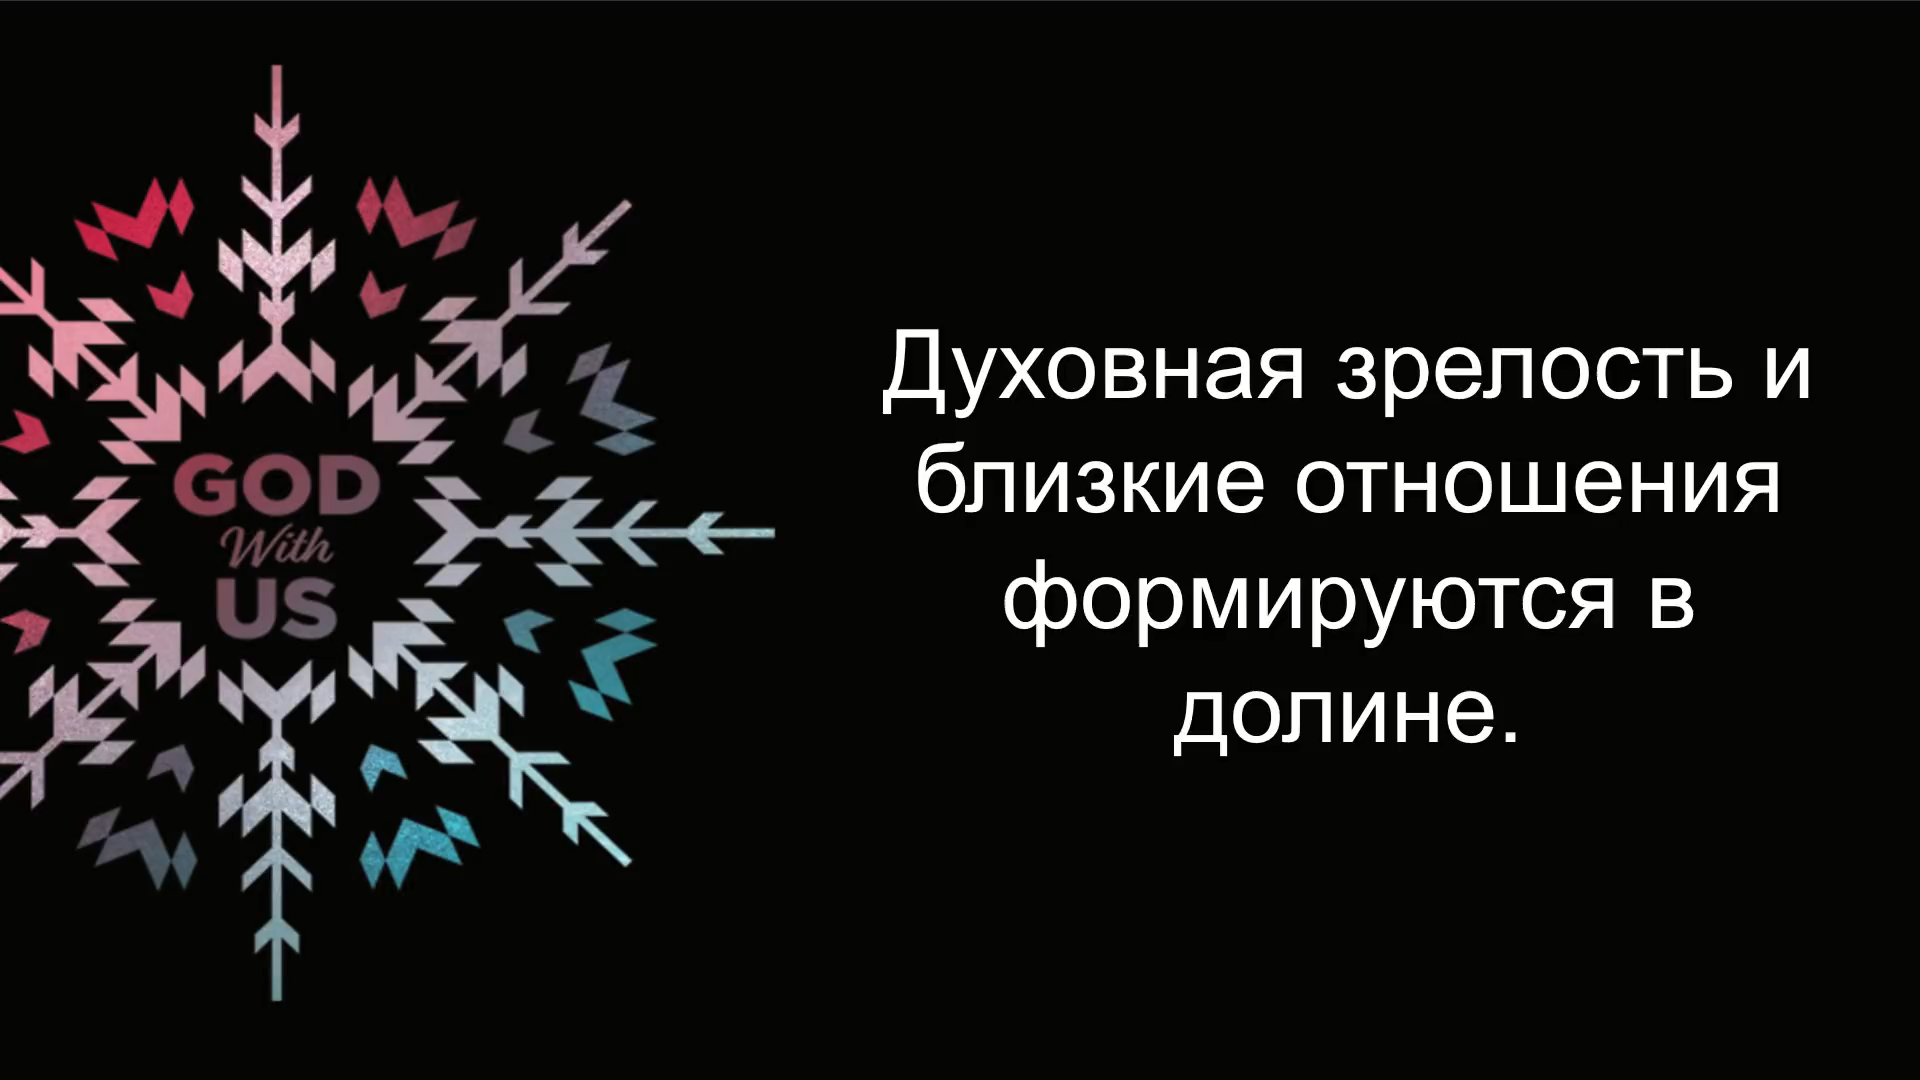 GOD
With
US
Духовная зрелость и
близкие отношения
формируются в
долине.